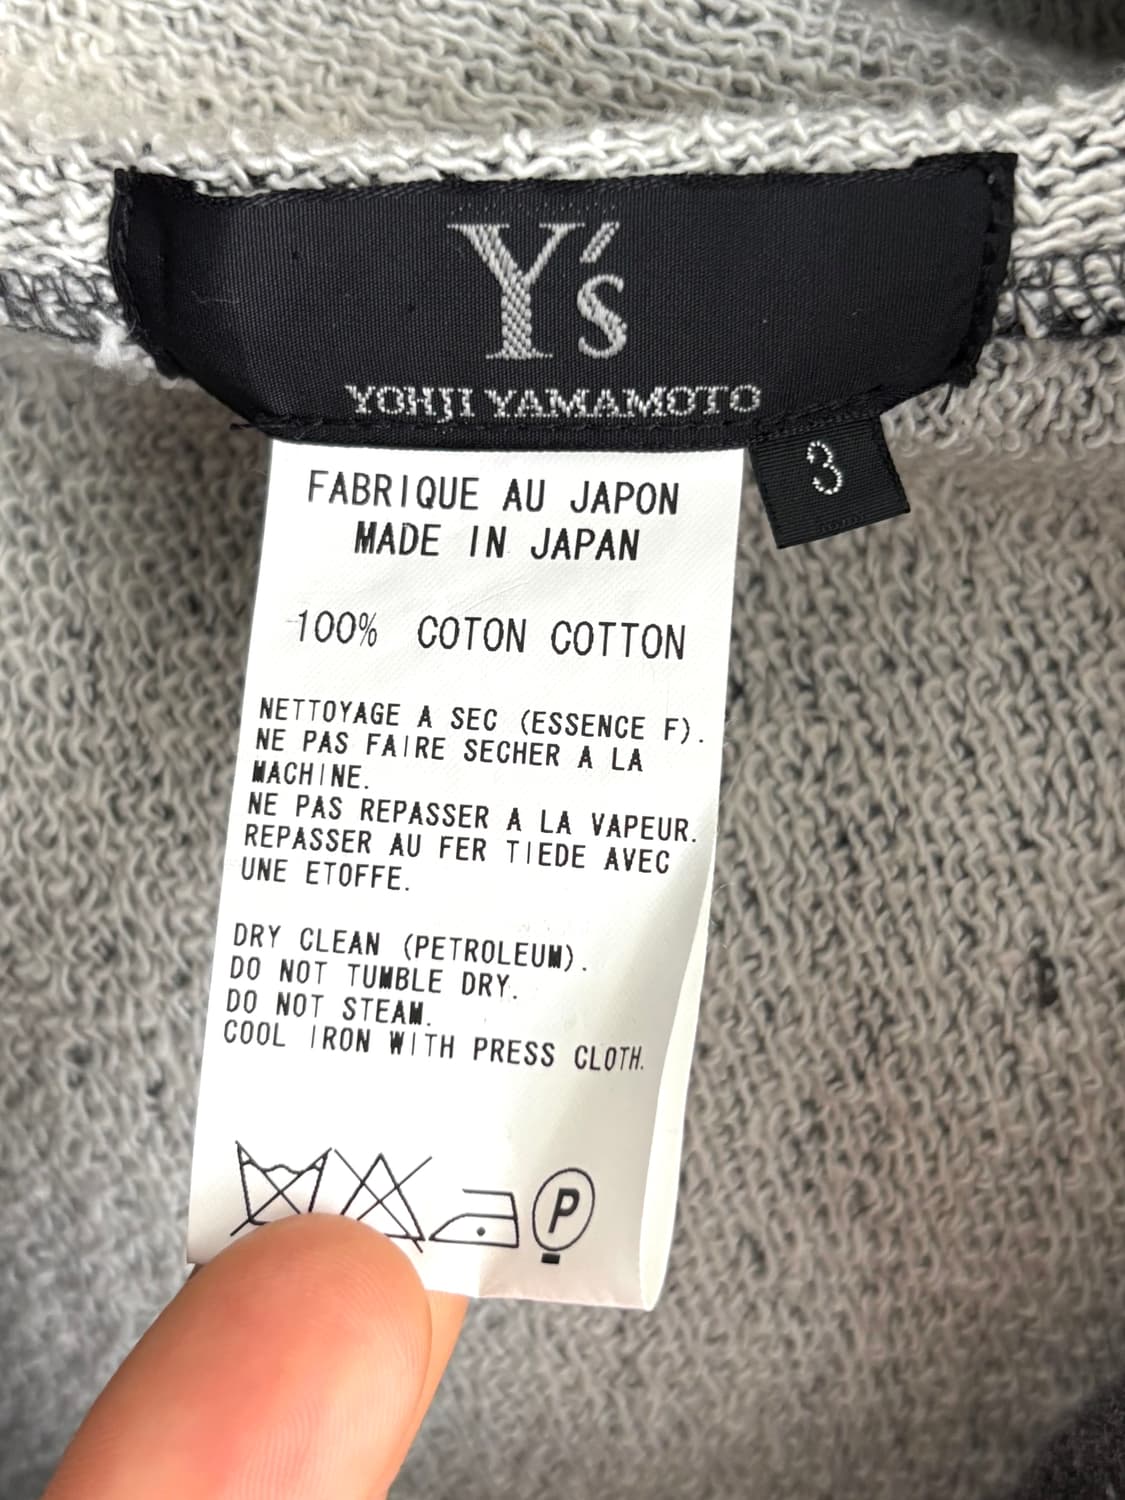 Y's
YOHJI YAMAMOTO
3
FABRIQUE AU JAPON
MADE IN JAPAN
100% COTON COTTON
NETTOYAGE A SEC (ESSENCE F).
NE PAS FAIRE SECHER A LA
MACHINE.
NE PAS REPASSER A LA VAPEUR.
REPASSER AU FER TIEDE AVEC
UNE ETOFFE.
DRY CLEAN (PETROLEUM).
DO NOT TUMBLE DRY.
DO NOT STEAM.
COOL IRON WITH PRESS CLOTH.
P